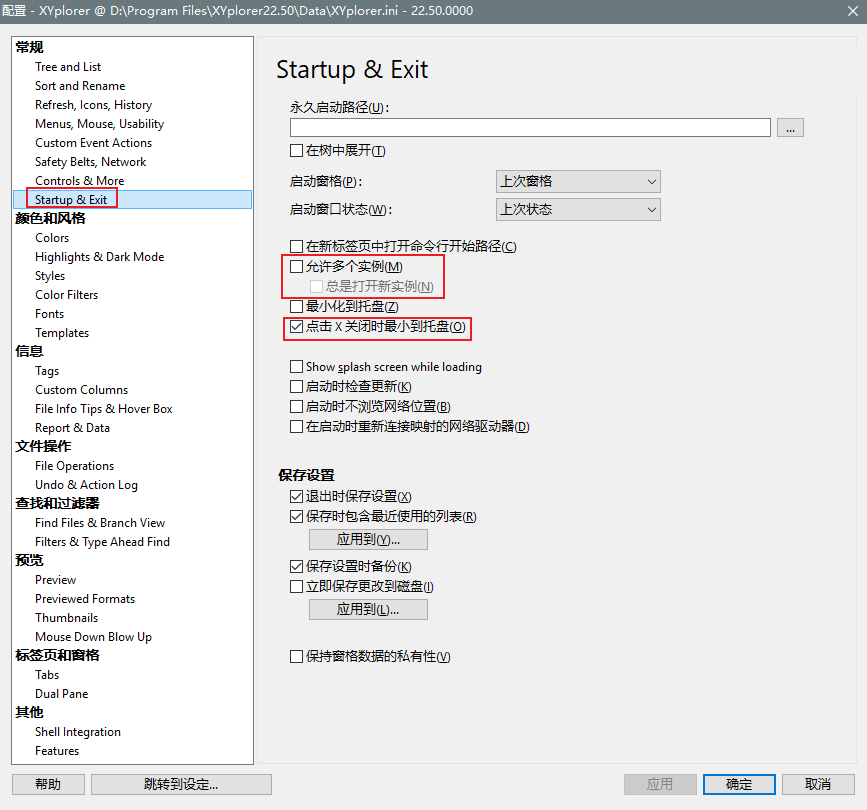 配置 - XYplorer @ D:\Program Files\XYplorer22.50\Data\XYplorer.ini - 22.50.0000
常规
Tree and List
Sort and Rename
Refresh, Icons, History
Menus, Mouse, Usability
Custom Event Actions
Safety Belts, Network
Controls & More
Startup & Exit
颜色和风格
Colors
Highlights & Dark Mode
Styles
Color Filters
Fonts
Templates
信息
Tags
Custom Columns
File Info Tips & Hover Box
Report & Data
文件操作
File Operations
Undo & Action Log
查找和过滤器
Find Files & Branch View
Filters & Type Ahead Find
预览
Preview
Previewed Formats
Thumbnails
Mouse Down Blow Up
标签页和窗格
Tabs
Dual Pane
其他
Shell Integration
Features
Startup & Exit
永久启动路径(U):
...
在树中展开(T)
启动窗格(P):
上次窗格
启动窗口状态(W):
上次状态
在新标签页中打开命令行开始路径(C)
允许多个实例(M)
总是打开新实例(N)
最小化到托盘(Z)
点击 X 关闭时最小到托盘(O)
Show splash screen while loading
启动时检查更新(K)
启动时不浏览网络位置(B)
在启动时重新连接映射的网络驱动器(D)
保存设置
退出时保存设置(X)
保存时包含最近使用的列表(R)
应用到(Y)...
保存设置时备份(K)
立即保存更改到磁盘(I)
应用到(L)...
保持窗格数据的私有性(V)
帮助
跳转到设定...
应用
确定
取消